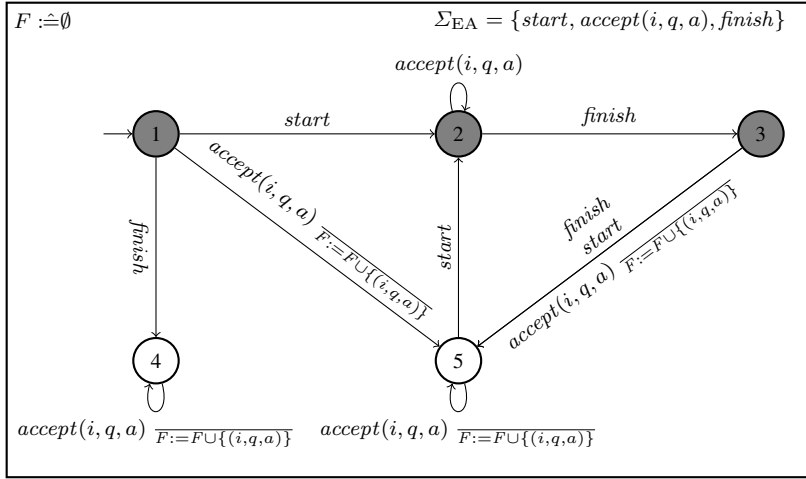 F :≙ ∅
Σ_EA = {start, accept(i, q, a), finish}
accept(i, q, a)
1
start
2
finish
3
accept(i, q, a) F:=F∪{(i,q,a)}
finish
start
finish
start
accept(i, q, a) F:=F∪{(i,q,a)}
4
5
accept(i, q, a) F:=F∪{(i,q,a)}
accept(i, q, a) F:=F∪{(i,q,a)}